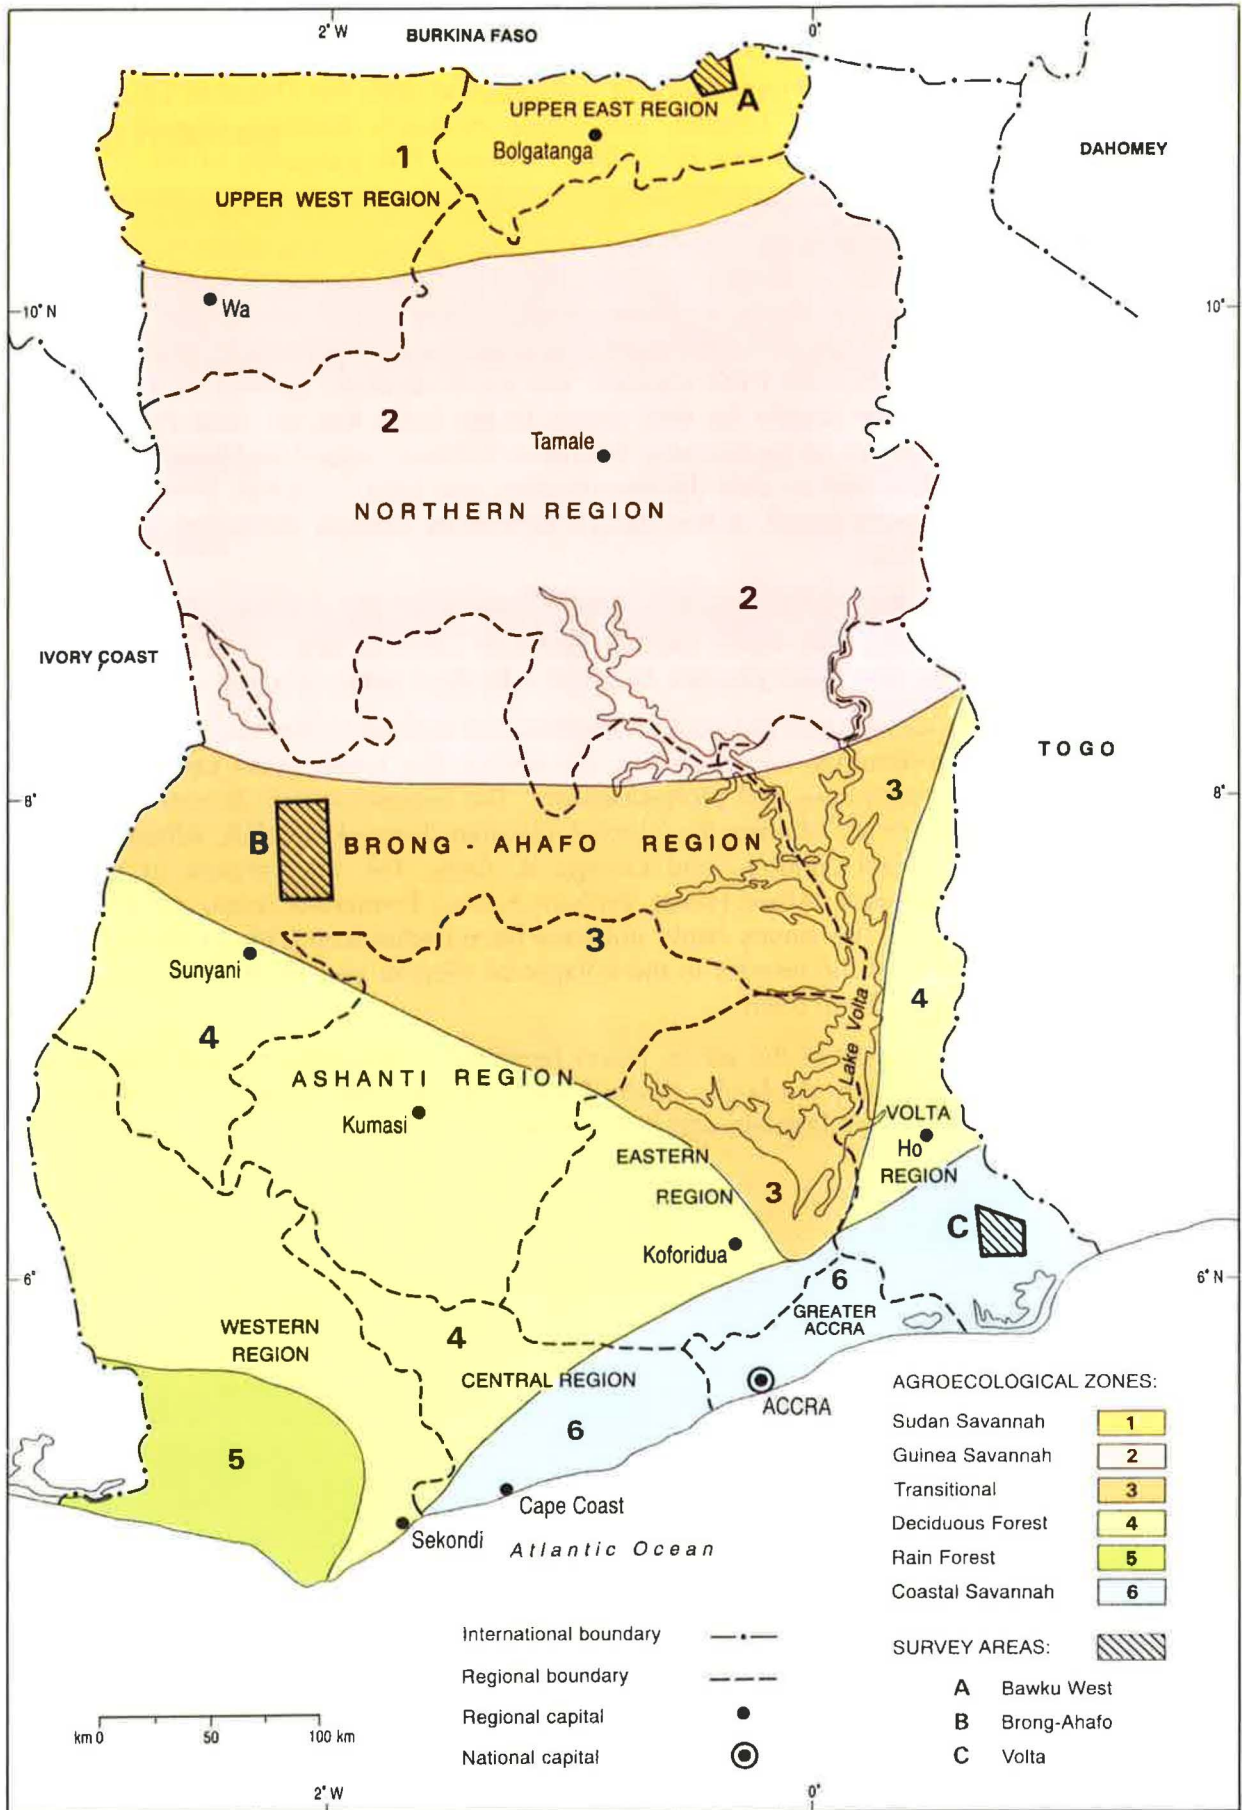 2° W
0°
BURKINA FASO
A
UPPER EAST REGION
Bolgatanga
DAHOMEY
1
UPPER WEST REGION
10° N
10°
Wa
2
Tamale
NORTHERN REGION
2
IVORY COAST
TOGO
3
8°
8°
B
BRONG - AHAFO REGION
3
Sunyani
4
4
Lake Volta
ASHANTI REGION
Kumasi
VOLTA
Ho
REGION
EASTERN
REGION
3
C
Koforidua
6°
6° N
6
GREATER
ACCRA
WESTERN
REGION
4
CENTRAL REGION
ACCRA
6
5
Cape Coast
Sekondi
Atlantic Ocean
AGROECOLOGICAL ZONES:
Sudan Savannah 1
Guinea Savannah 2
Transitional 3
Deciduous Forest 4
Rain Forest 5
Coastal Savannah 6
SURVEY AREAS:
A Bawku West
B Brong-Ahafo
C Volta
International boundary
Regional boundary
Regional capital
National capital
km 0 50 100 km
2° W
0°